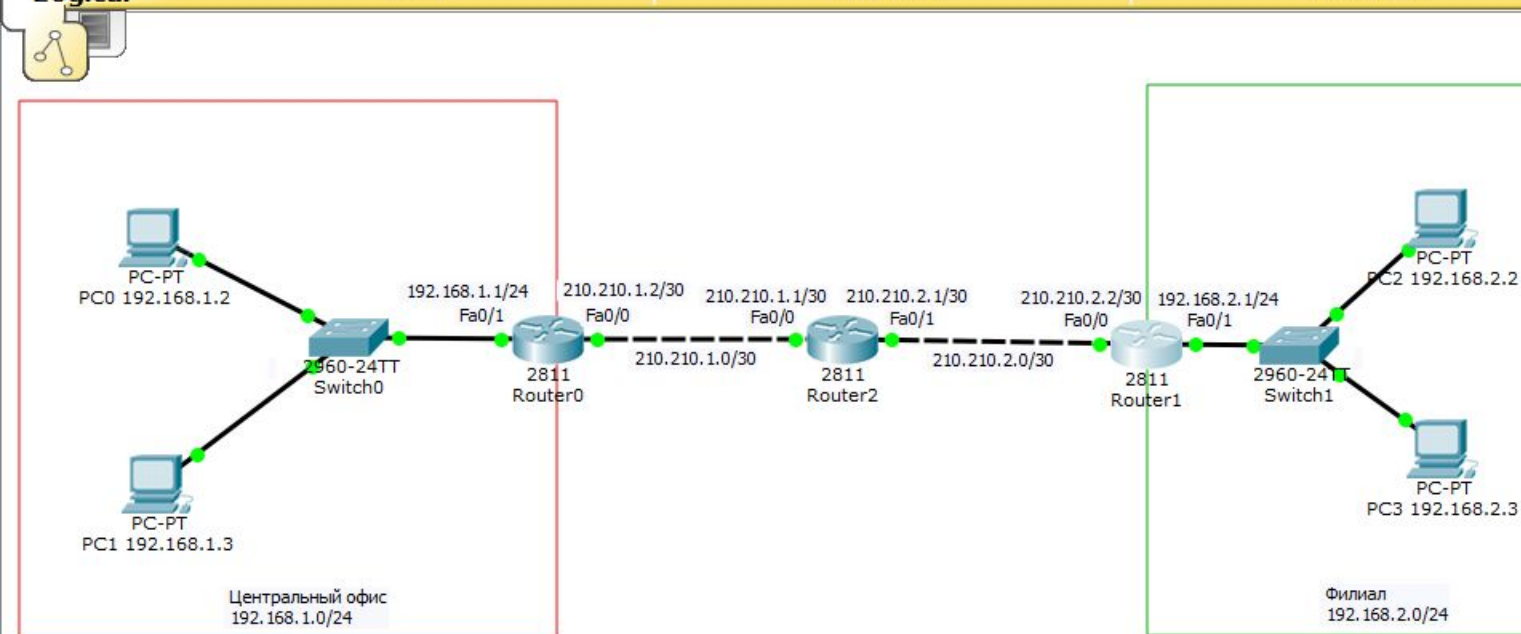 PC-PT
PC0 192.168.1.2
2960-24TT
Switch0
PC-PT
PC1 192.168.1.3
Центральный офис
192.168.1.0/24
192.168.1.1/24
Fa0/1
210.210.1.2/30
Fa0/0
2811
Router0
210.210.1.0/30
210.210.1.1/30
Fa0/0
210.210.2.1/30
Fa0/1
2811
Router2
210.210.2.0/30
210.210.2.2/30
Fa0/0
192.168.2.1/24
Fa0/1
2811
Router1
2960-24TT
Switch1
PC-PT
PC2 192.168.2.2
PC-PT
PC3 192.168.2.3
Филиал
192.168.2.0/24